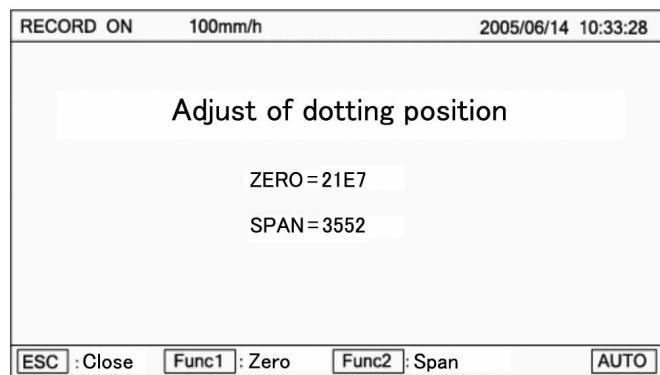 RECORD ON 100mm/h 2005/06/14 10:33:28
Adjust of dotting position
ZERO=21E7
SPAN=3552
ESC :Close Func1 :Zero Func2 :Span AUTO